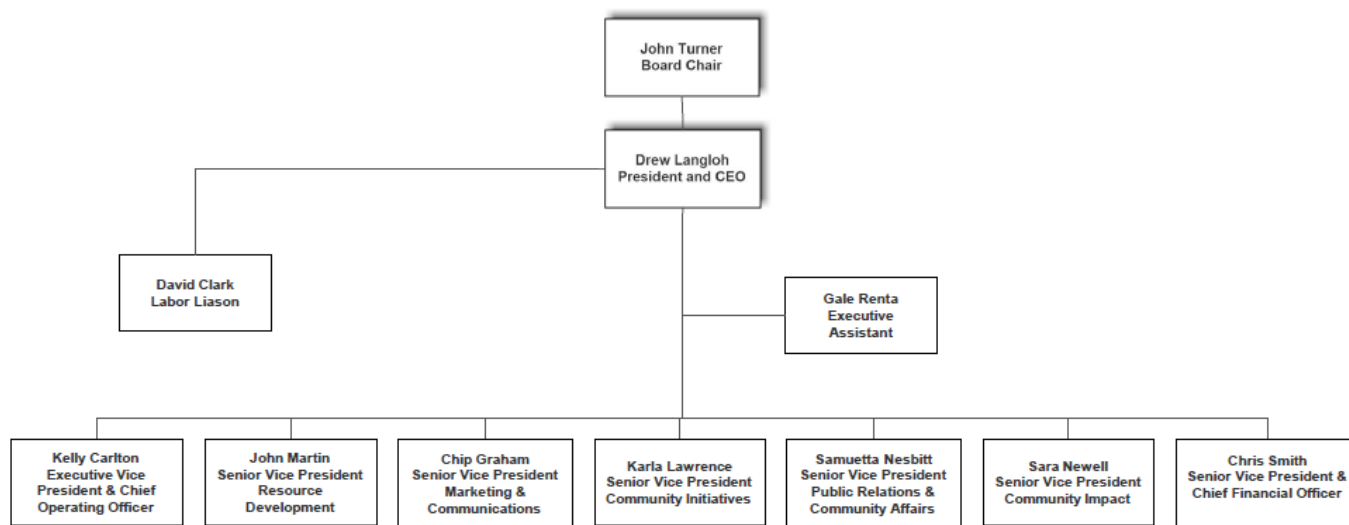 John Turner
Board Chair
Drew Langloh
President and CEO
David Clark
Labor Liason
Gale Renta
Executive
Assistant
Kelly Carlton
Executive Vice
President & Chief
Operating Officer
John Martin
Senior Vice President
Resource
Development
Chip Graham
Senior Vice President
Marketing &
Communications
Karla Lawrence
Senior Vice President
Community Initiatives
Samuetta Nesbitt
Senior Vice President
Public Relations &
Community Affairs
Sara Newell
Senior Vice President
Community Impact
Chris Smith
Senior Vice President &
Chief Financial Officer